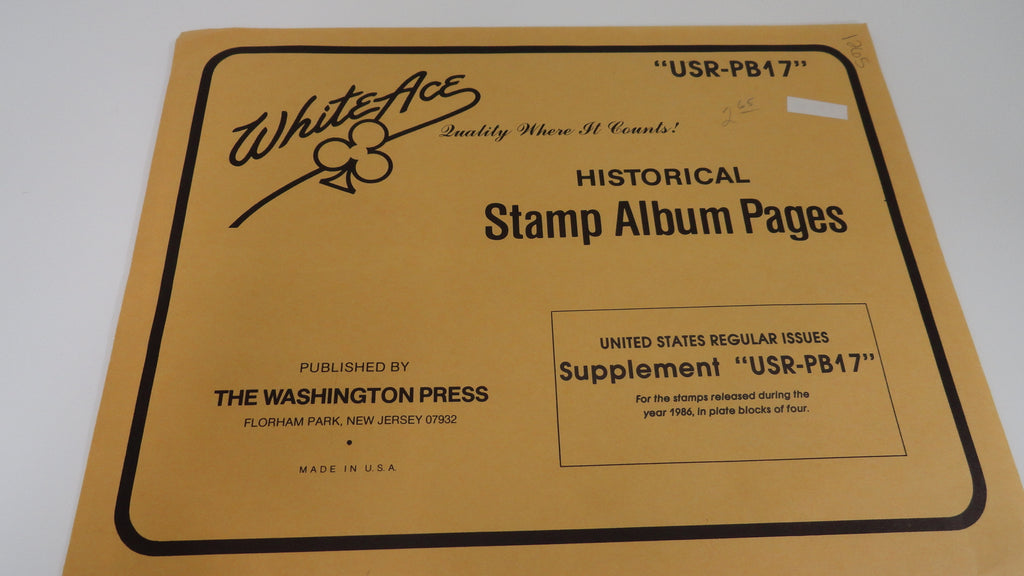 "USR-PB17"
1265
2 65
White-Ace
Quality Where It Counts!
HISTORICAL
Stamp Album Pages
UNITED STATES REGULAR ISSUES
Supplement "USR-PB17"
For the stamps released during the
year 1986, in plate blocks of four.
PUBLISHED BY
THE WASHINGTON PRESS
FLORHAM PARK, NEW JERSEY 07932
•
MADE IN U.S.A.